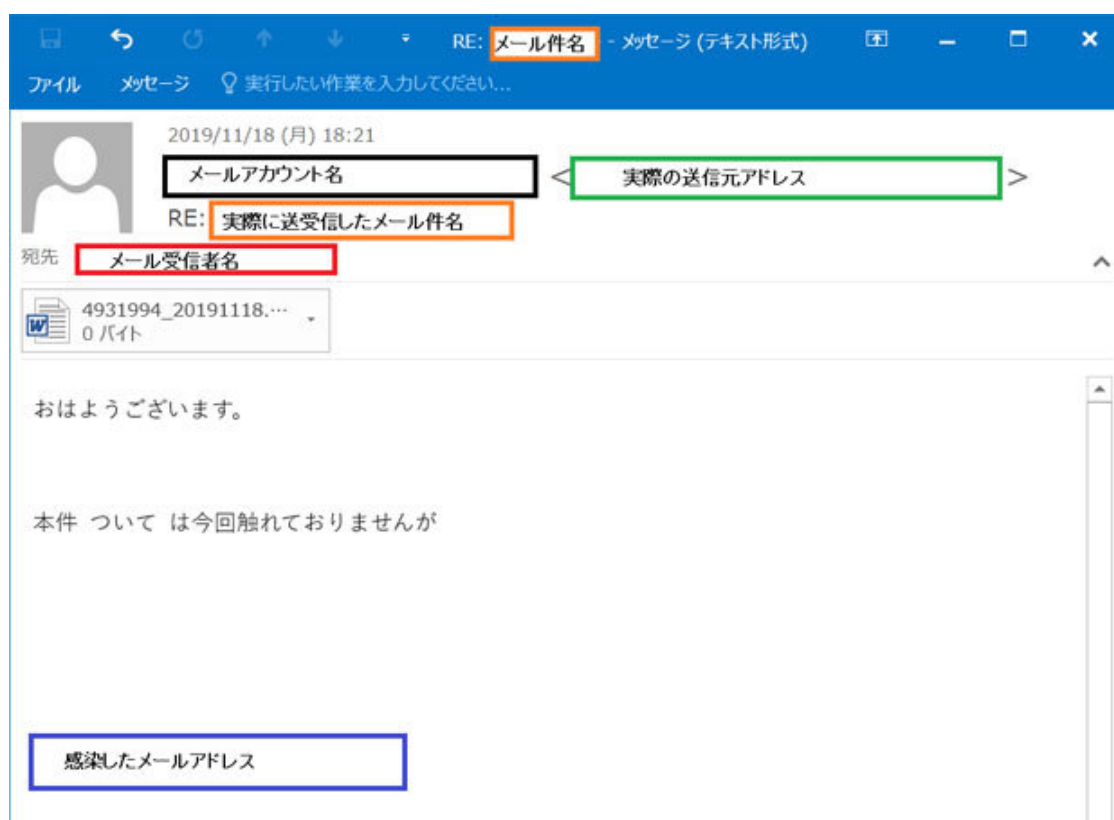 RE: メール件名 - メッセージ (テキスト形式)
ファイル メッセージ 実行したい作業を入力してください...
2019/11/18 (月) 18:21
メールアカウント名 < 実際の送信元アドレス >
RE: 実際に送受信したメール件名
宛先 メール受信者名
4931994_20191118.…
0 バイト
おはようございます。
本件 ついて は今回触れておりませんが
感染したメールアドレス